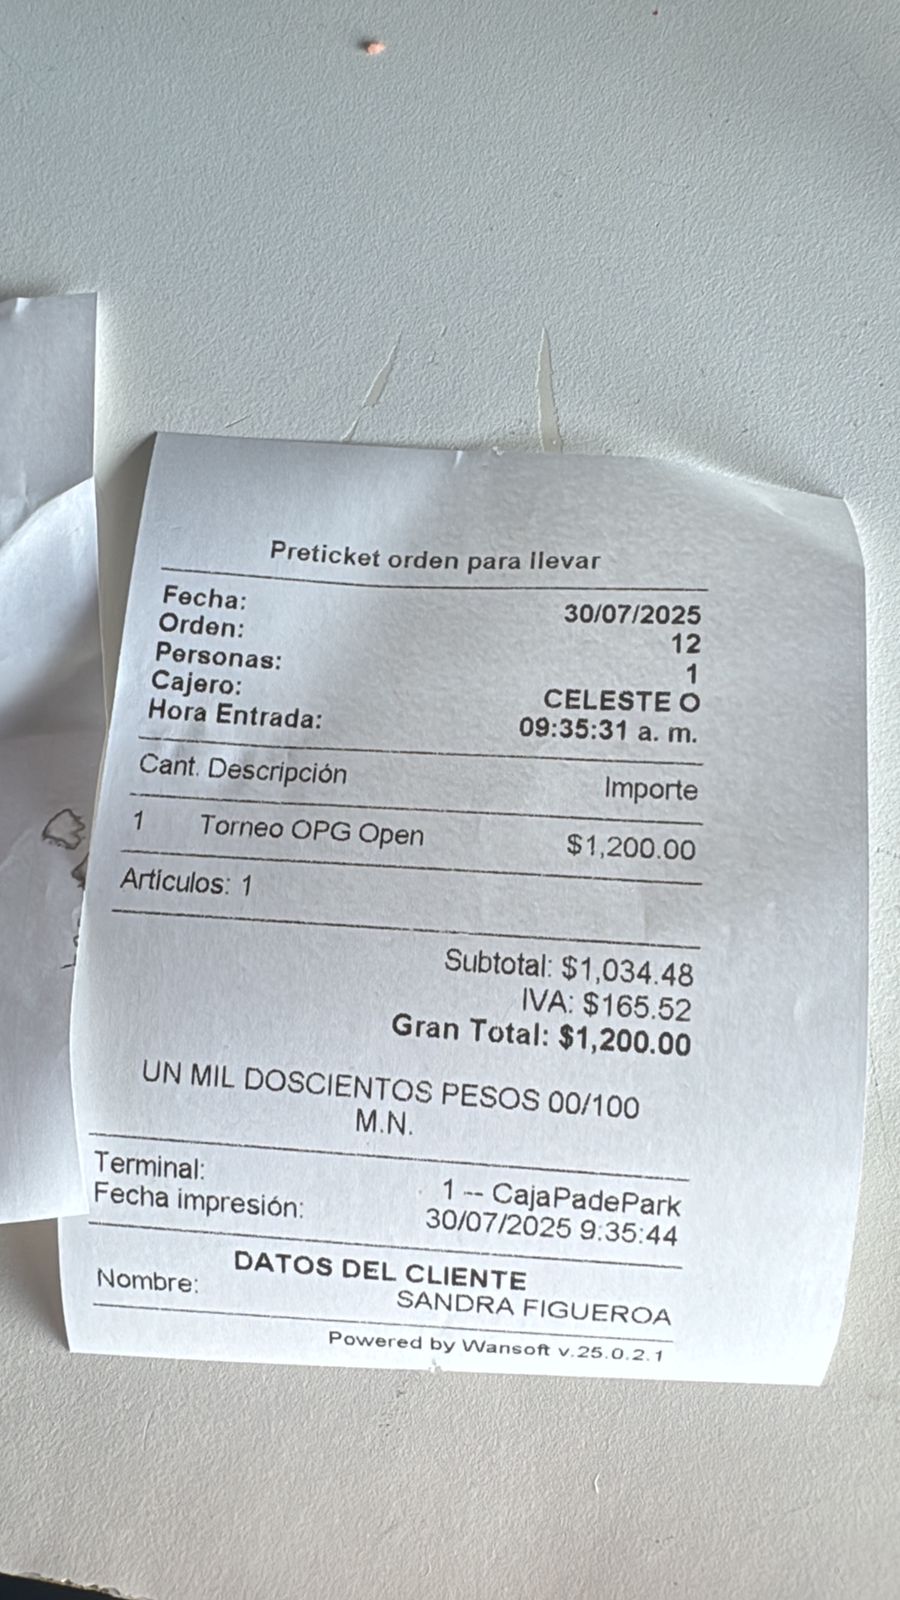 Preticket orden para llevar
Fecha: 30/07/2025
Orden: 12
Personas: 1
Cajero: CELESTE O
Hora Entrada: 09:35:31 a. m.
Cant. Descripción Importe
1 Torneo OPG Open $1,200.00
Articulos: 1
Subtotal: $1,034.48
IVA: $165.52
Gran Total: $1,200.00
UN MIL DOSCIENTOS PESOS 00/100
M.N.
Terminal: 1 -- CajaPadePark
Fecha impresión: 30/07/2025 9:35:44
DATOS DEL CLIENTE
Nombre: SANDRA FIGUEROA
Powered by Wansoft v.25.0.2.1